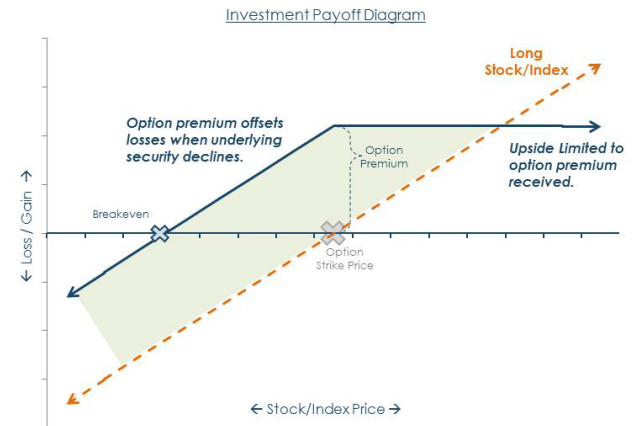 Investment Payoff Diagram
Long
Stock/Index
Option premium offsets
losses when underlying
security declines.
Option
Premium
Upside Limited to
option premium
received.
Breakeven
← Loss / Gain →
Option
Strike Price
← Stock/Index Price →